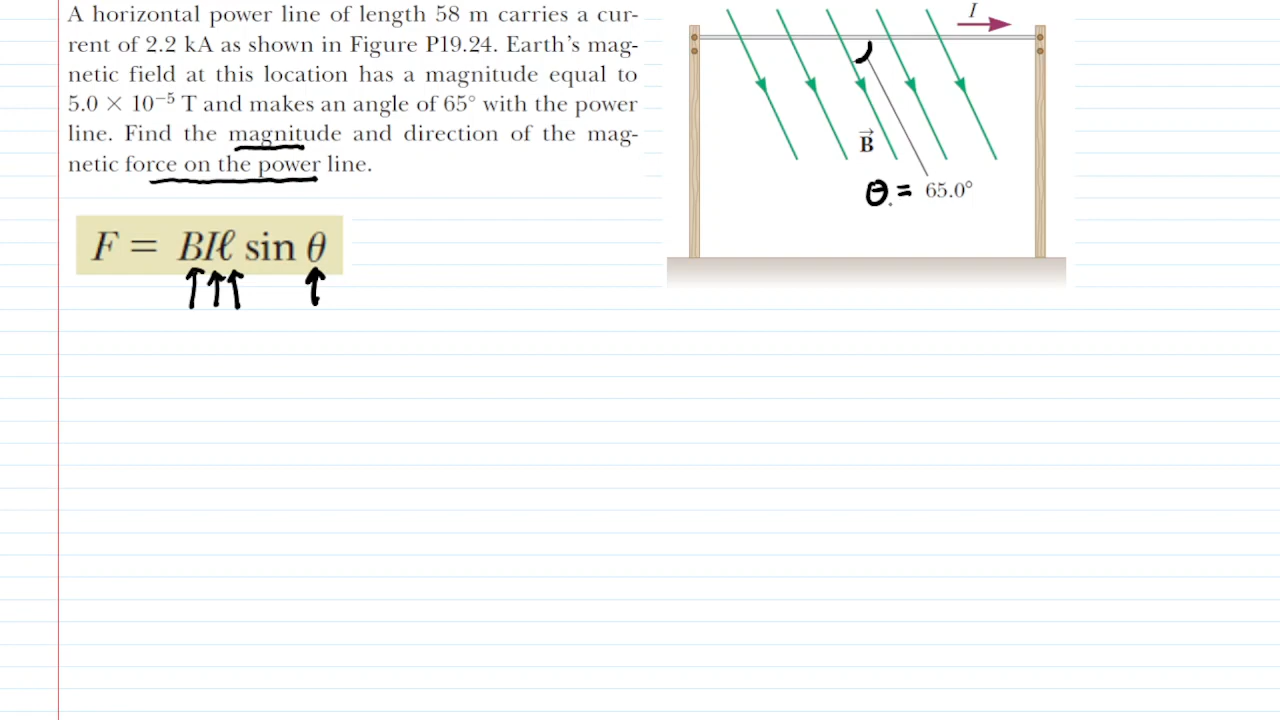 A horizontal power line of length 58 m carries a cur-
rent of 2.2 kA as shown in Figure P19.24. Earth's mag-
netic field at this location has a magnitude equal to
5.0 × 10⁻⁵ T and makes an angle of 65° with the power
line. Find the magnitude and direction of the mag-
netic force on the power line.
F = BIℓ sin θ
I
B⃗
θ = 65.0°